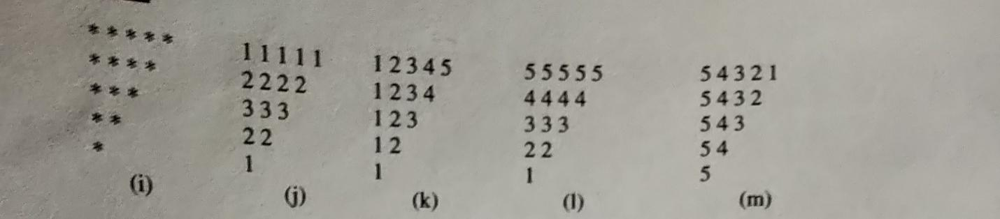 * * * * *
* * * *
* * *
* *
*
(i)
1 1 1 1 1
2 2 2 2
3 3 3
2 2
1
(j)
1 2 3 4 5
1 2 3 4
1 2 3
1 2
1
(k)
5 5 5 5 5
4 4 4 4
3 3 3
2 2
1
(l)
5 4 3 2 1
5 4 3 2
5 4 3
5 4
5
(m)